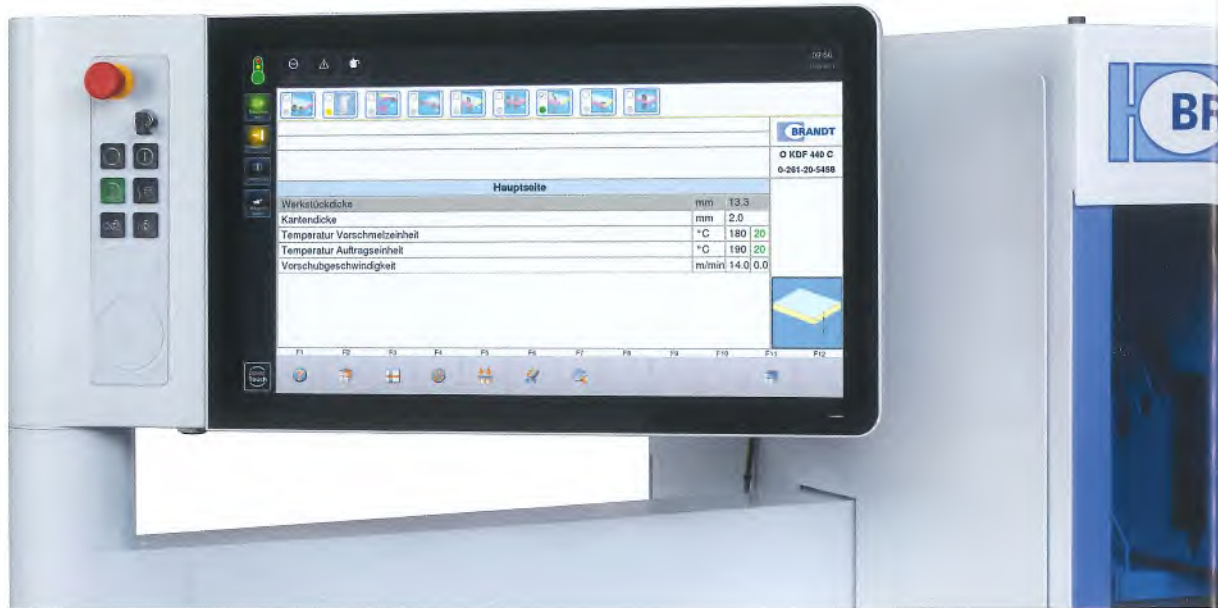 BRANDT
O KDF 440 C
0-261-20-5458
Hauptseite
Werkstückdicke mm 13.3
Kantendicke mm 2.0
Temperatur Vorschmelzeinheit °C 180 20
Temperatur Auftragseinheit °C 190 20
Vorschubgeschwindigkeit m/min 14.0 0.0
F1 F2 F3 F4 F5 F6 F7 F8 F9 F10 F11 F12
Touch
BR